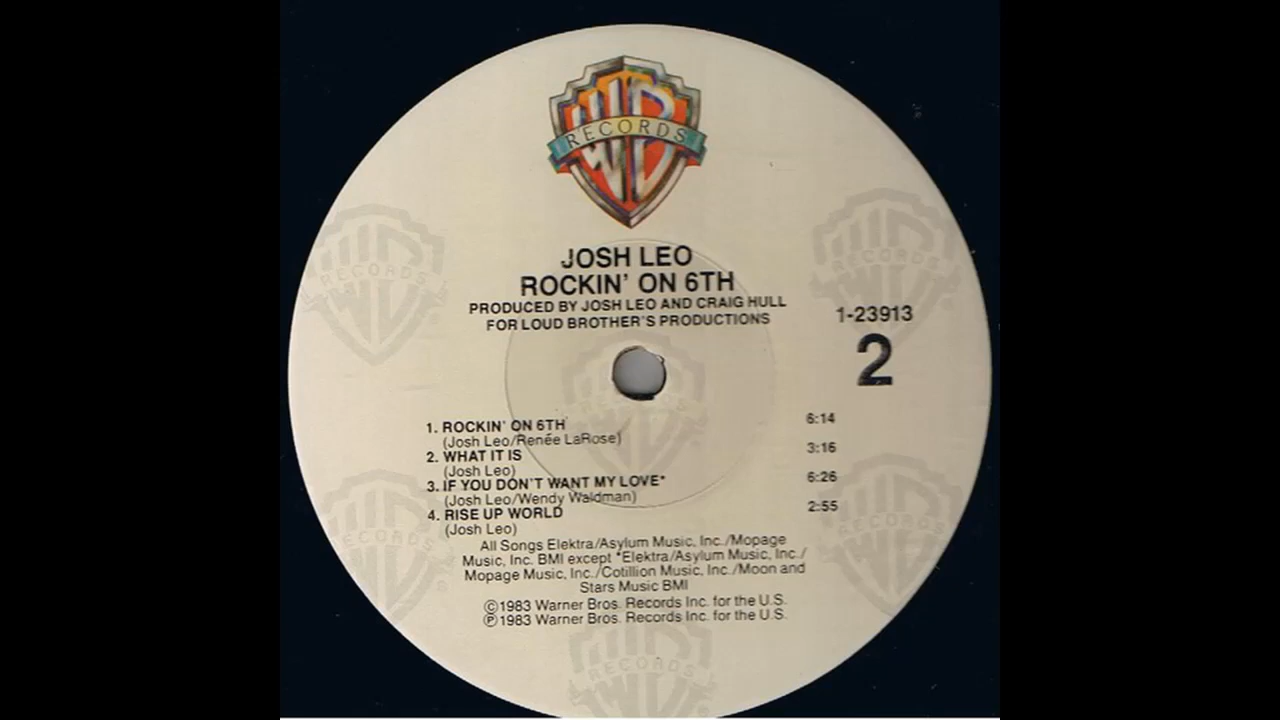 WB
RECORDS
JOSH LEO
ROCKIN' ON 6TH
PRODUCED BY JOSH LEO AND CRAIG HULL
FOR LOUD BROTHER'S PRODUCTIONS
1-23913
2
1. ROCKIN' ON 6TH 6:14
(Josh Leo/Renée LaRose)
2. WHAT IT IS 3:16
(Josh Leo)
3. IF YOU DON'T WANT MY LOVE* 6:26
(Josh Leo/Wendy Waldman)
4. RISE UP WORLD 2:55
(Josh Leo)
All Songs Elektra/Asylum Music, Inc./Mopage
Music, Inc. BMI except *Elektra/Asylum Music, Inc./
Mopage Music, Inc./Cotillion Music, Inc./Moon and
Stars Music BMI
©1983 Warner Bros. Records Inc. for the U.S.
℗1983 Warner Bros. Records Inc. for the U.S.